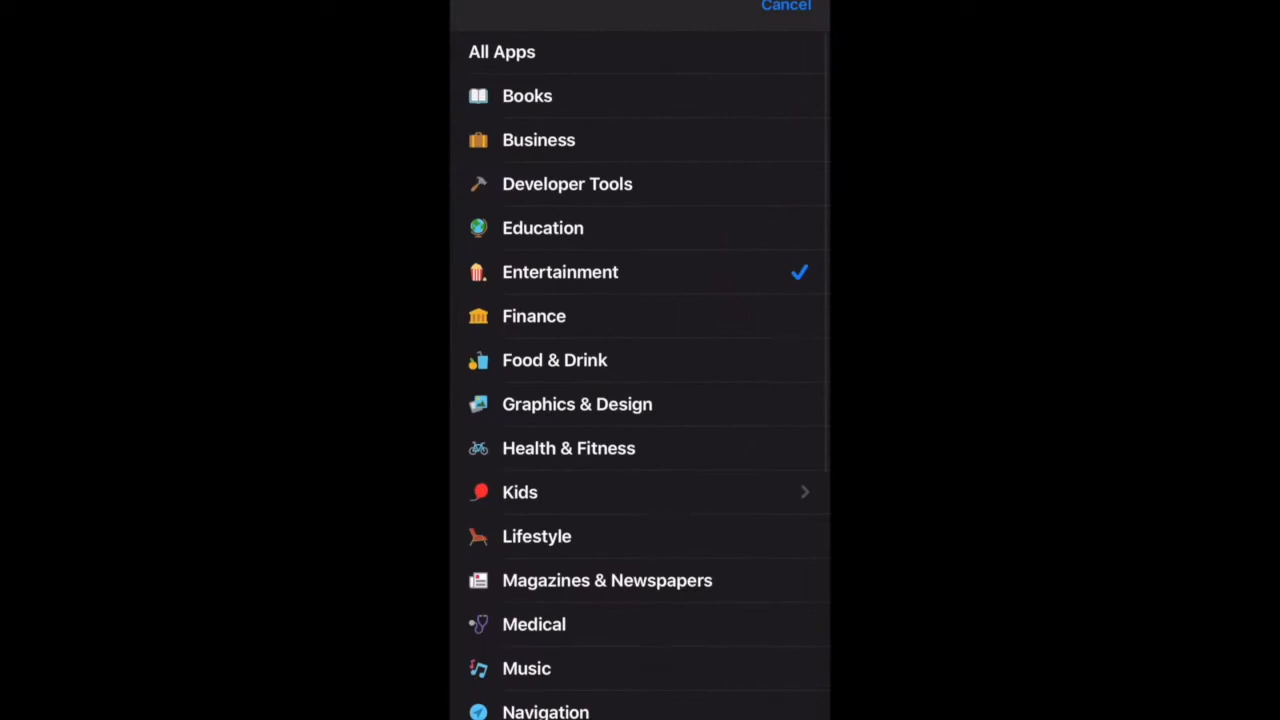 Cancel
All Apps
Books
Business
Developer Tools
Education
Entertainment
Finance
Food & Drink
Graphics & Design
Health & Fitness
Kids
Lifestyle
Magazines & Newspapers
Medical
Music
Navigation